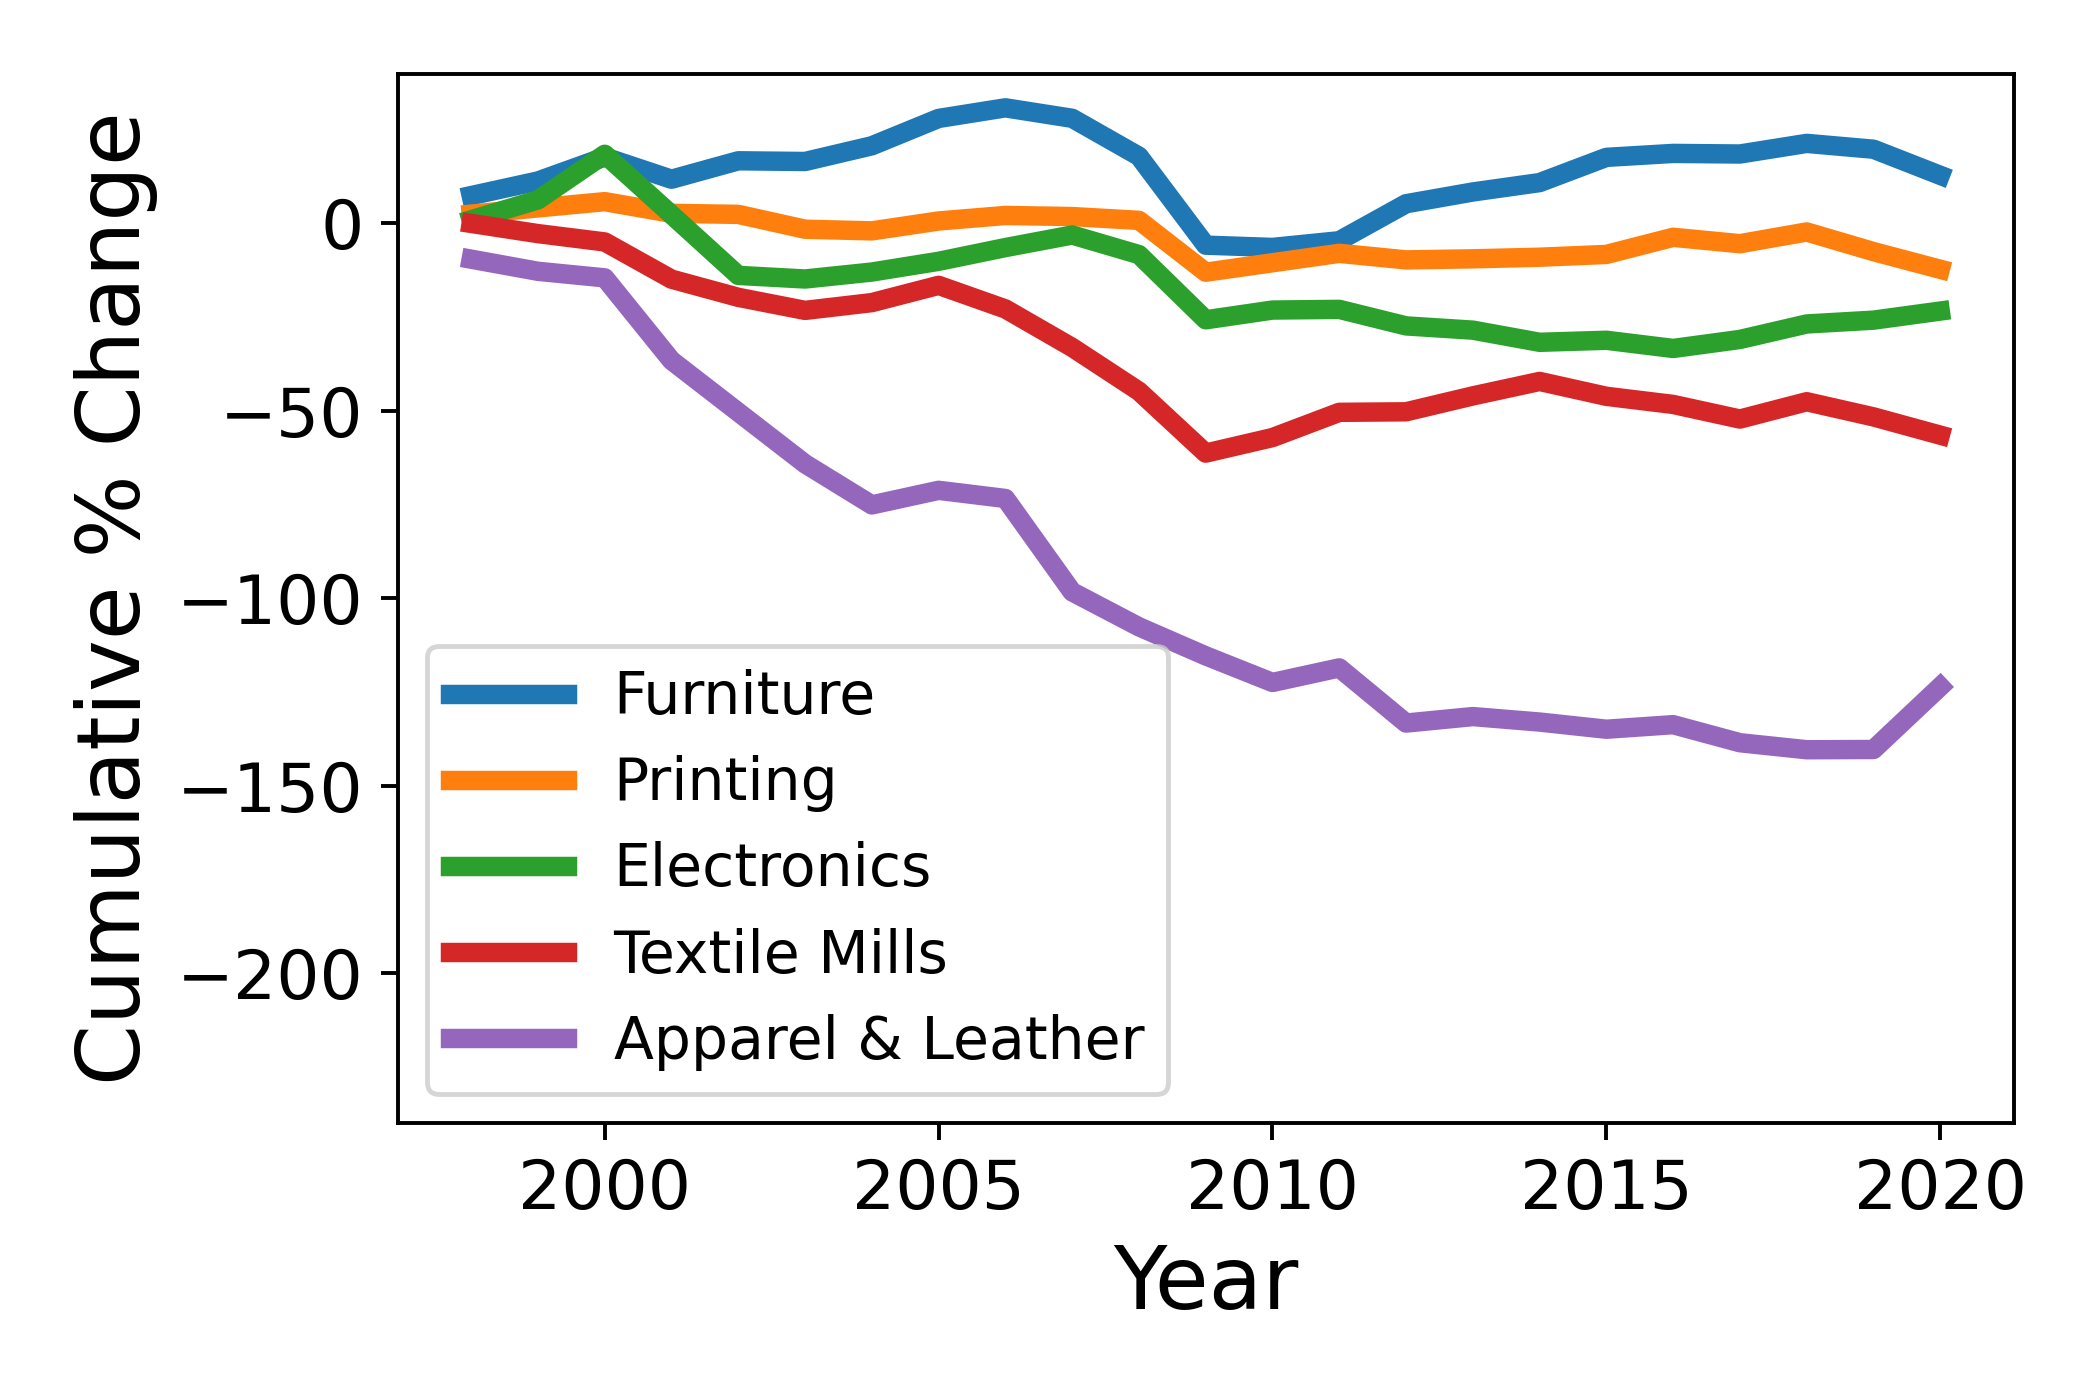 Cumulative % Change
0
−50
−100
−150
−200
Furniture
Printing
Electronics
Textile Mills
Apparel & Leather
2000 2005 2010 2015 2020
Year